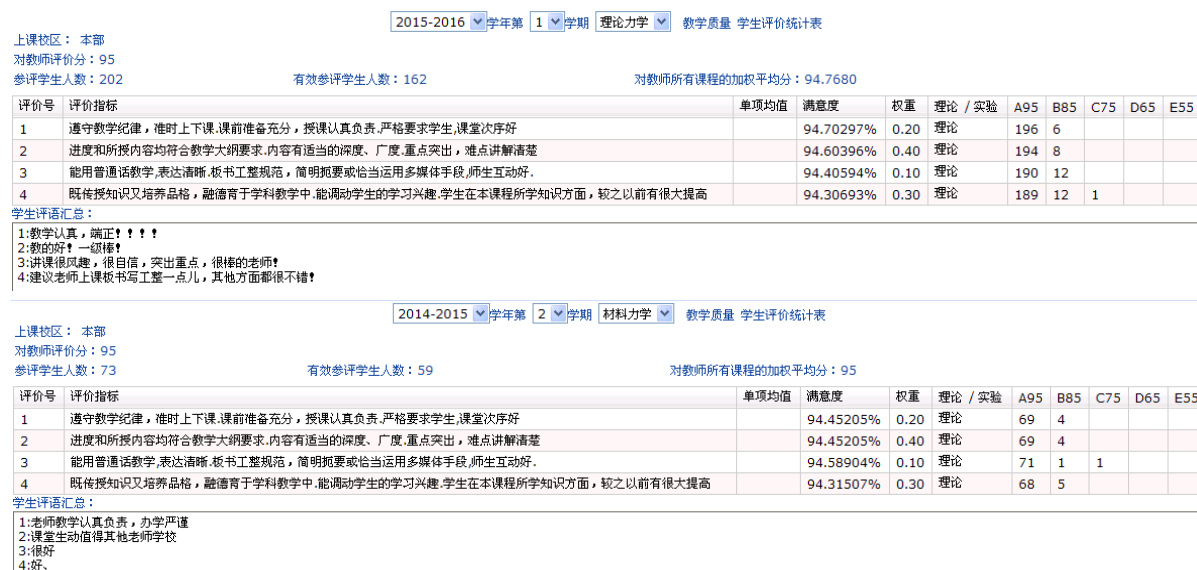 2015-2016 学年第 1 学期 理论力学 教学质量 学生评价统计表
上课校区： 本部
对教师评价分：95
参评学生人数：202 有效参评学生人数：162 对教师所有课程的加权平均分：94.7680
评价号 评价指标 单项均值 满意度 权重 理论 / 实验 A95 B85 C75 D65 E55
1 遵守教学纪律，准时上下课.课前准备充分，授课认真负责.严格要求学生,课堂次序好 94.70297% 0.20 理论 196 6
2 进度和所授内容均符合教学大纲要求.内容有适当的深度、广度.重点突出，难点讲解清楚 94.60396% 0.40 理论 194 8
3 能用普通话教学,表达清晰.板书工整规范，简明扼要或恰当运用多媒体手段,师生互动好. 94.40594% 0.10 理论 190 12
4 既传授知识又培养品格，融德育于学科教学中.能调动学生的学习兴趣.学生在本课程所学知识方面，较之以前有很大提高 94.30693% 0.30 理论 189 12 1
学生评语汇总：
1:教学认真，端正！！！！
2:教的好！一级棒！
3:讲课很风趣，很自信，突出重点，很棒的老师！
4:建议老师上课板书写工整一点儿，其他方面都很不错！
2014-2015 学年第 2 学期 材料力学 教学质量 学生评价统计表
上课校区： 本部
对教师评价分：95
参评学生人数：73 有效参评学生人数：59 对教师所有课程的加权平均分：95
评价号 评价指标 单项均值 满意度 权重 理论 / 实验 A95 B85 C75 D65 E55
1 遵守教学纪律，准时上下课.课前准备充分，授课认真负责.严格要求学生,课堂次序好 94.45205% 0.20 理论 69 4
2 进度和所授内容均符合教学大纲要求.内容有适当的深度、广度.重点突出，难点讲解清楚 94.45205% 0.40 理论 69 4
3 能用普通话教学,表达清晰.板书工整规范，简明扼要或恰当运用多媒体手段,师生互动好. 94.58904% 0.10 理论 71 1 1
4 既传授知识又培养品格，融德育于学科教学中.能调动学生的学习兴趣.学生在本课程所学知识方面，较之以前有很大提高 94.31507% 0.30 理论 68 5
学生评语汇总：
1:老师教学认真负责，办学严谨
2:课堂生动值得其他老师学校
3:很好
4:好、